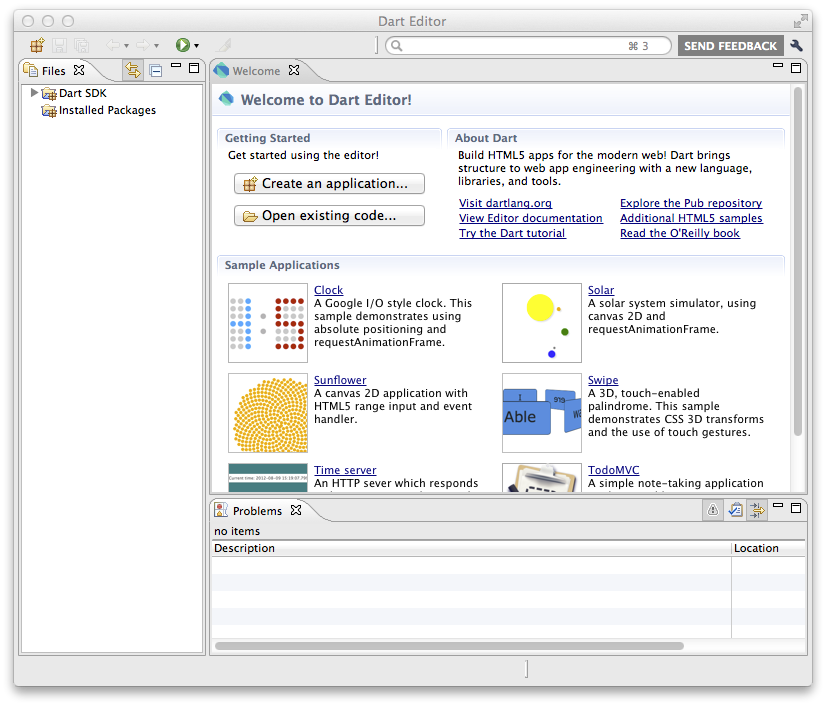 Dart Editor
⌘ 3
SEND FEEDBACK
Files
Dart SDK
Installed Packages
Welcome
Welcome to Dart Editor!
Getting Started
Get started using the editor!
Create an application...
Open existing code...
About Dart
Build HTML5 apps for the modern web! Dart brings
structure to web app engineering with a new language,
libraries, and tools.
Visit dartlang.org
Explore the Pub repository
View Editor documentation
Additional HTML5 samples
Try the Dart tutorial
Read the O'Reilly book
Sample Applications
Clock
A Google I/O style clock. This
sample demonstrates using
absolute positioning and
requestAnimationFrame.
Solar
A solar system simulator, using
canvas 2D and
requestAnimationFrame.
Sunflower
A canvas 2D application with
HTML5 range input and event
handler.
Able
Swipe
A 3D, touch-enabled
palindrome. This sample
demonstrates CSS 3D transforms
and the use of touch gestures.
Time server
An HTTP sever which responds
TodoMVC
A simple note-taking application
Problems
no items
Description
Location